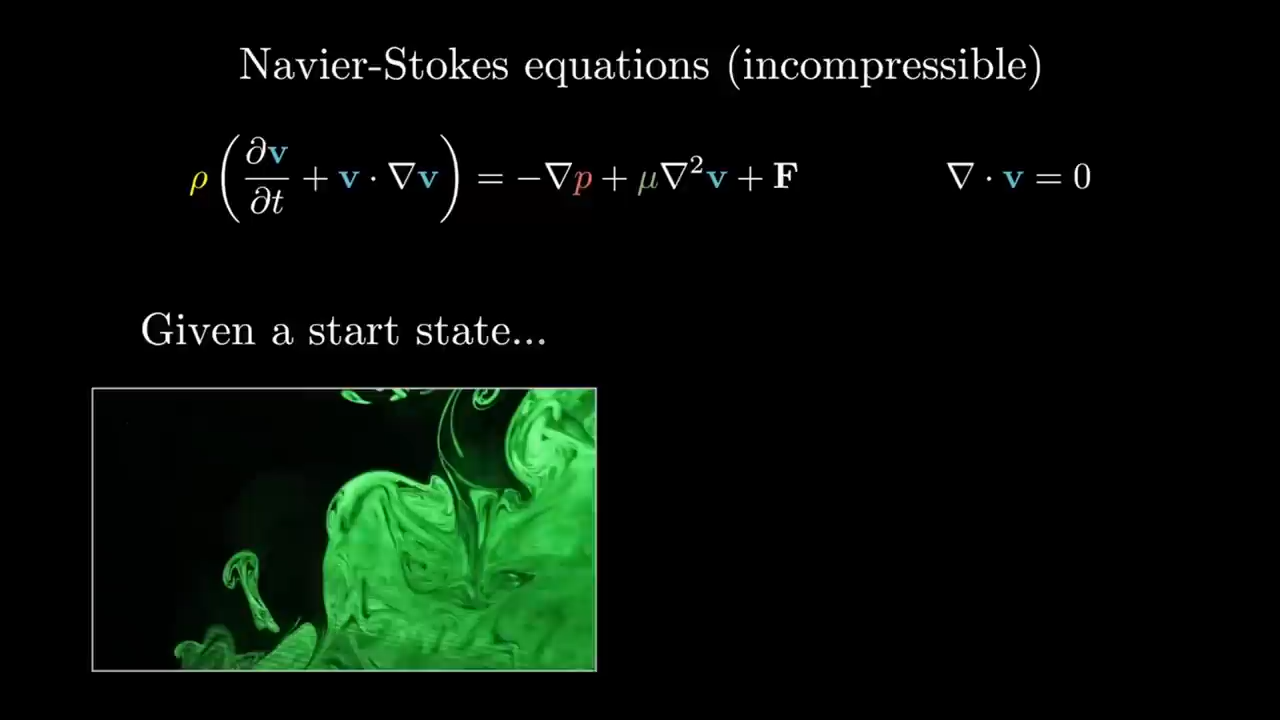 Navier-Stokes equations (incompressible)
ρ(∂v/∂t + v · ∇v) = −∇p + μ∇²v + F
∇ · v = 0
Given a start state...